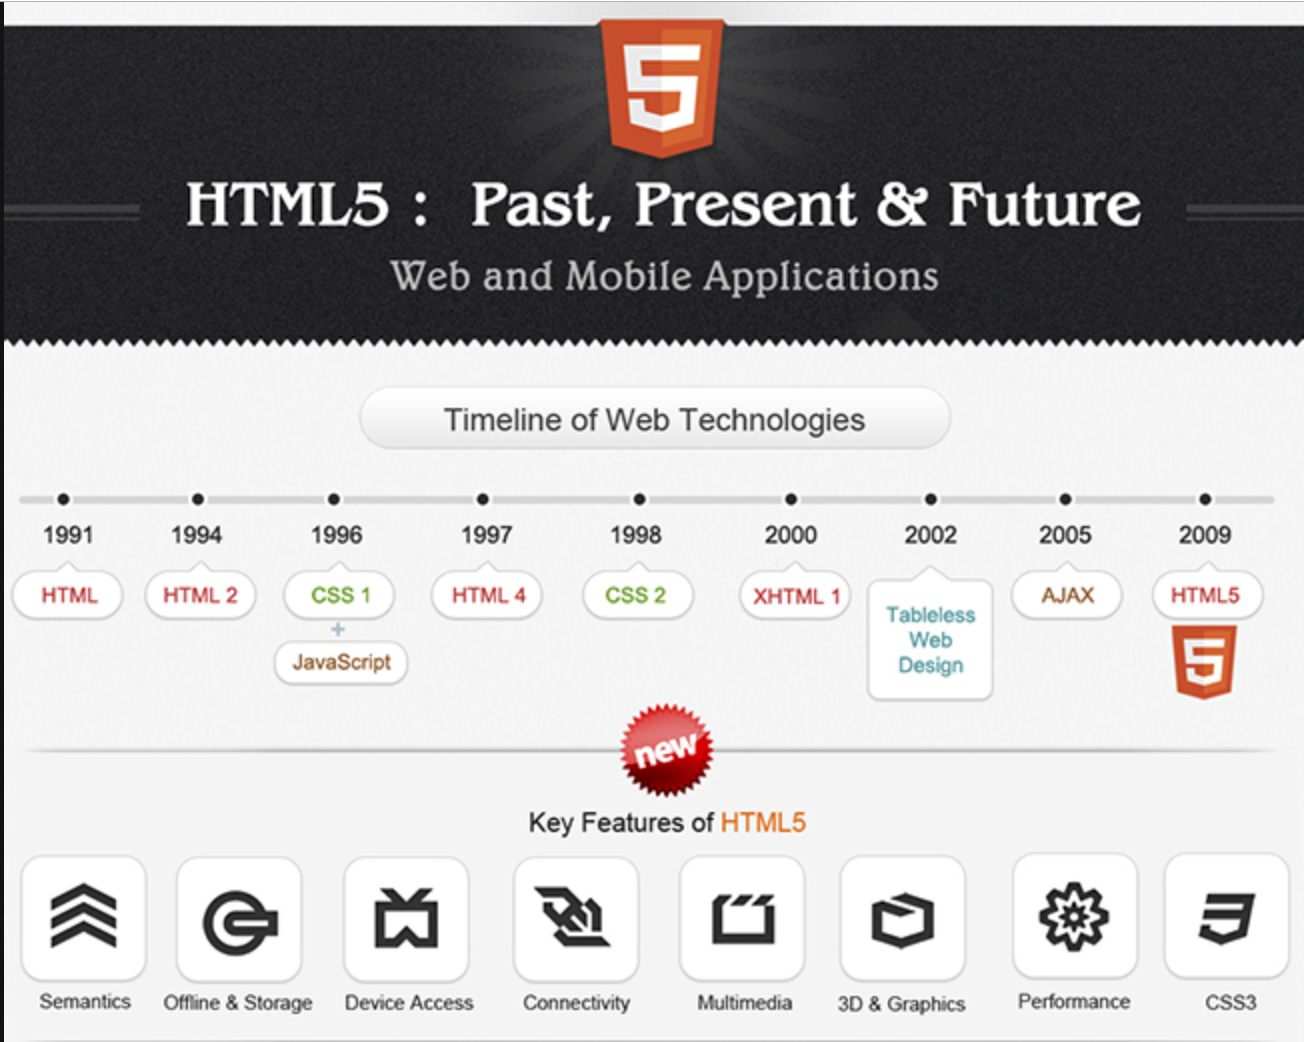 5
HTML5 : Past, Present & Future
Web and Mobile Applications
Timeline of Web Technologies
1991 1994 1996 1997 1998 2000 2002 2005 2009
HTML HTML 2 CSS 1 HTML 4 CSS 2 XHTML 1 Tableless AJAX HTML5
Web
Design
+
JavaScript
5
new
Key Features of HTML5
Semantics Offline & Storage Device Access Connectivity Multimedia 3D & Graphics Performance CSS3